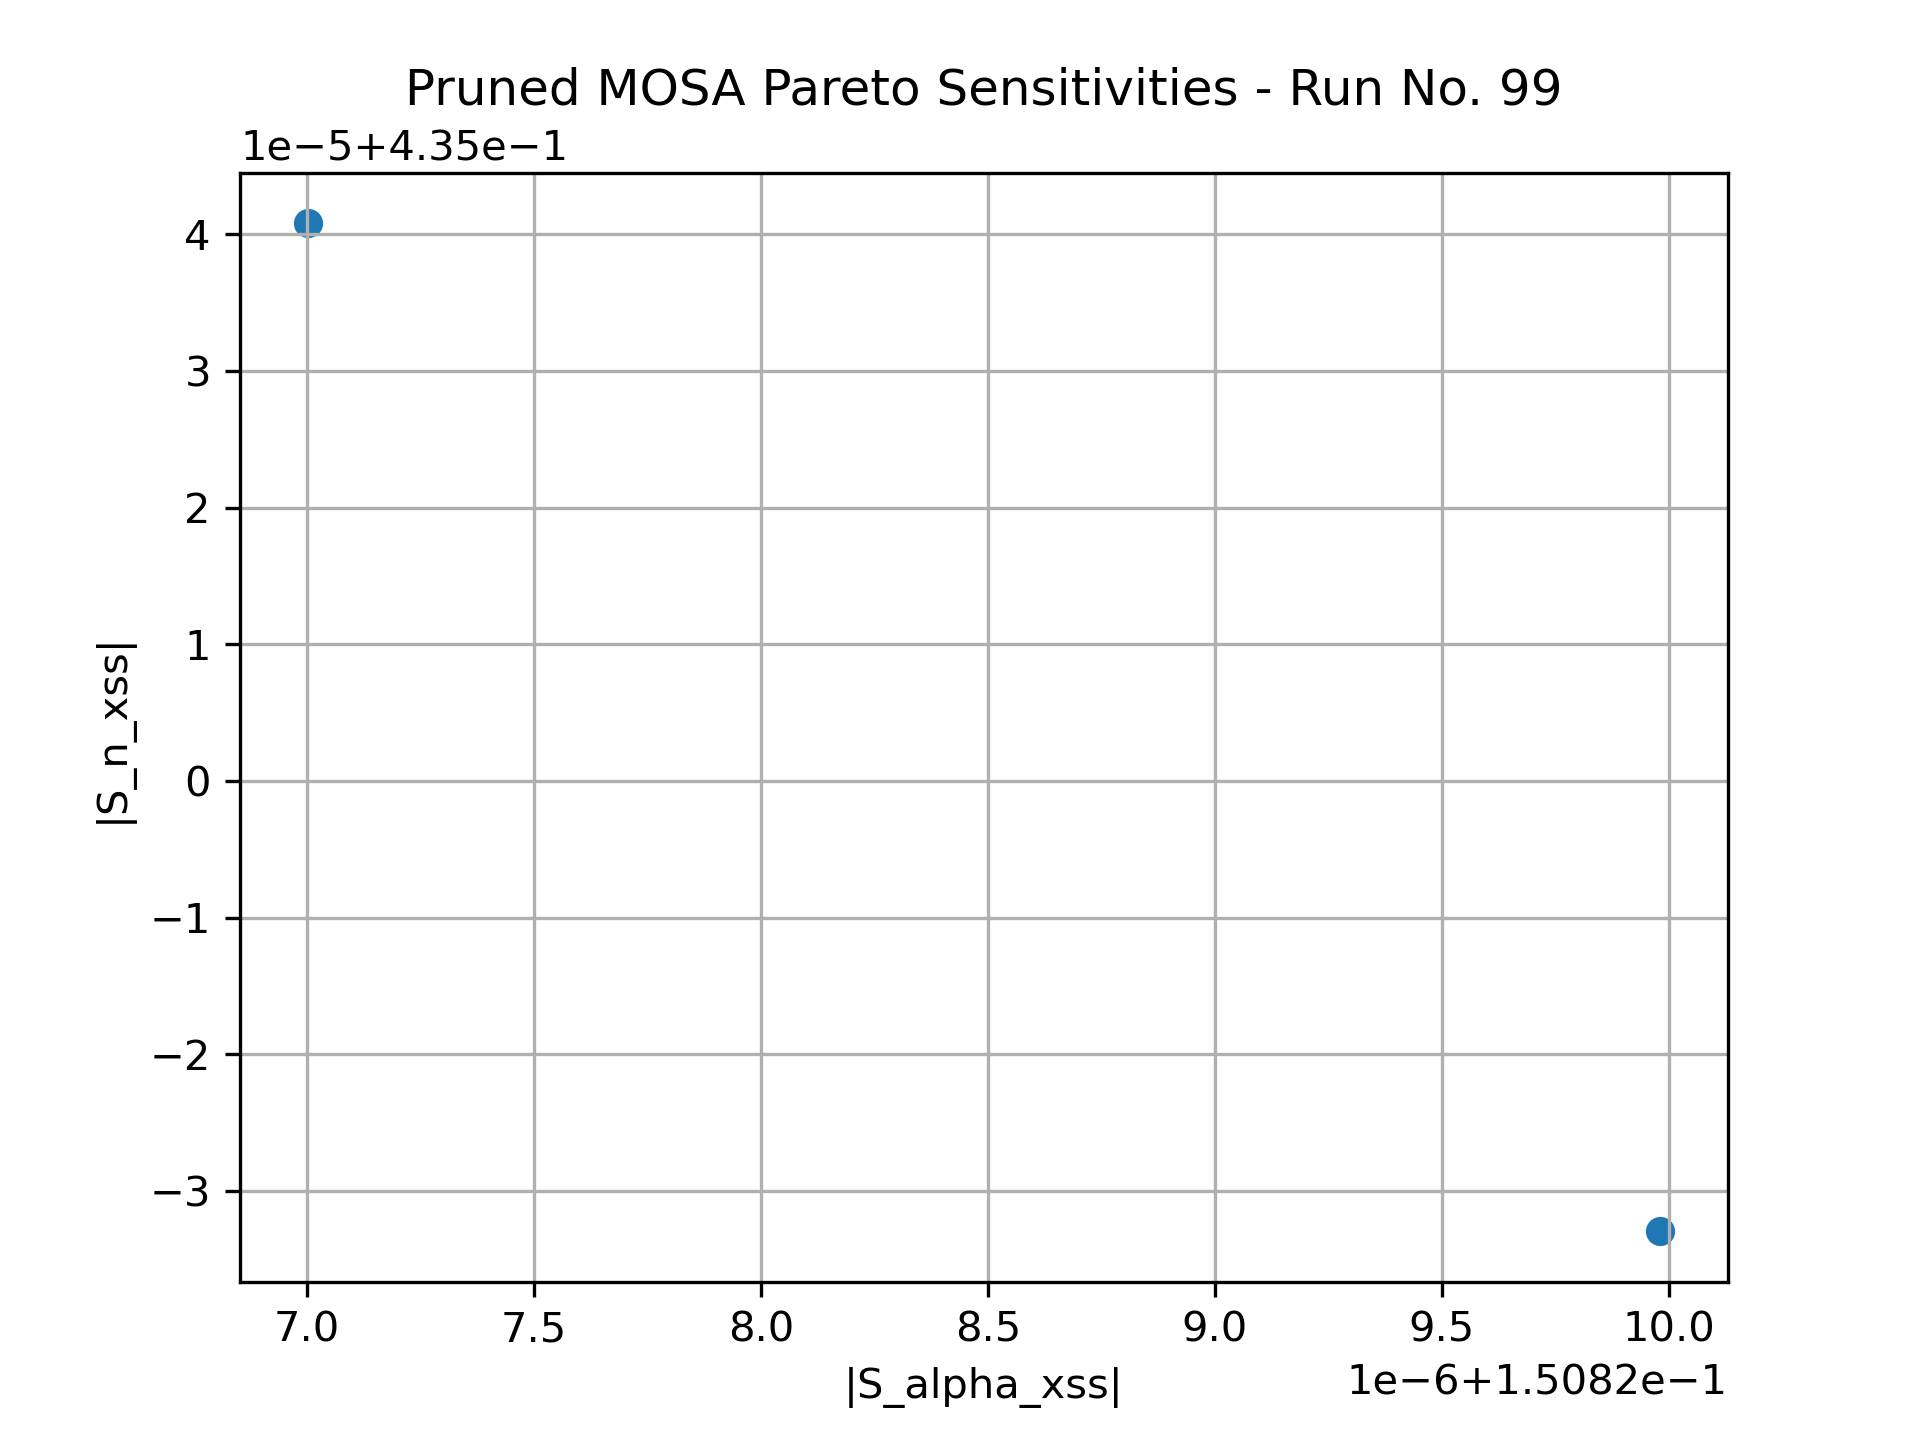 Pruned MOSA Pareto Sensitivities - Run No. 99
1e−5+4.35e−1
4
3
2
1
0
−1
−2
−3
|S_n_xss|
7.0 7.5 8.0 8.5 9.0 9.5 10.0
|S_alpha_xss|
1e−6+1.5082e−1